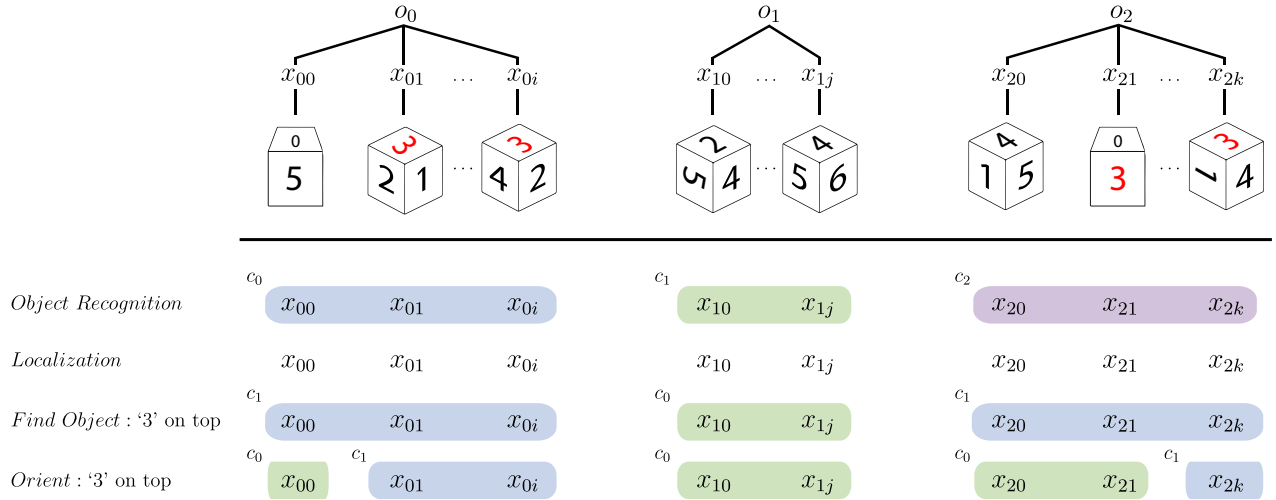 o₀ o₁ o₂
x₀₀ x₀₁ … x₀ᵢ x₁₀ … x₁ⱼ x₂₀ x₂₁ … x₂ₖ
0 3 3 2 4 4 0 3
5 2 1 … 4 2 5 4 … 5 6 1 5 3 … 1 4
c₀ c₁ c₂
Object Recognition x₀₀ x₀₁ x₀ᵢ x₁₀ x₁ⱼ x₂₀ x₂₁ x₂ₖ
Localization x₀₀ x₀₁ x₀ᵢ x₁₀ x₁ⱼ x₂₀ x₂₁ x₂ₖ
c₁ c₀ c₁
Find Object : ‘3’ on top x₀₀ x₀₁ x₀ᵢ x₁₀ x₁ⱼ x₂₀ x₂₁ x₂ₖ
c₀ c₁ c₀ c₀ c₁
Orient : ‘3’ on top x₀₀ x₀₁ x₀ᵢ x₁₀ x₁ⱼ x₂₀ x₂₁ x₂ₖ